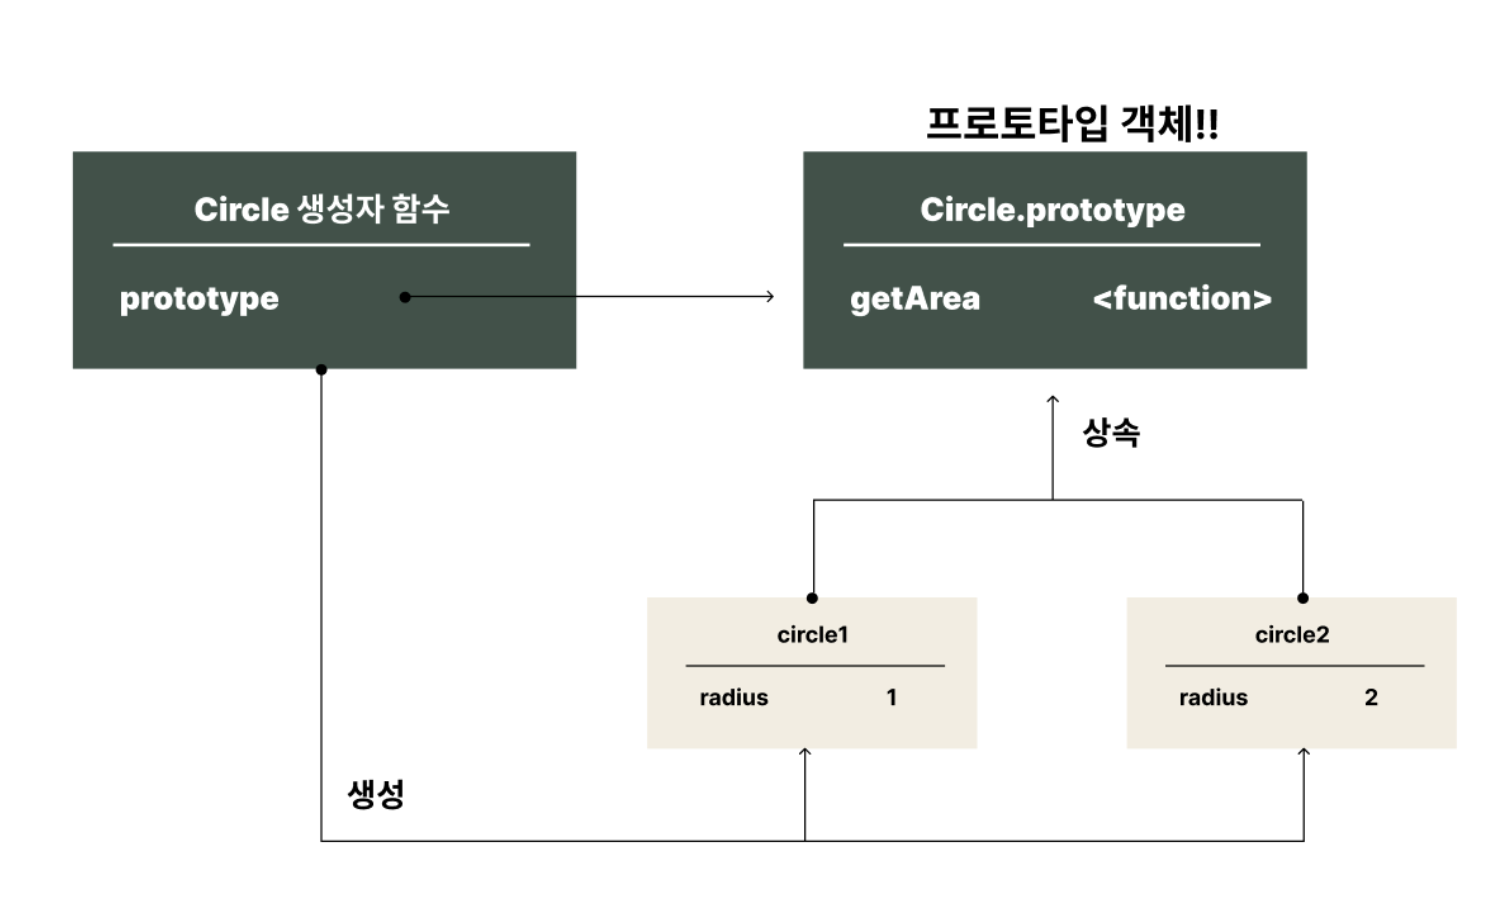 프로토타입 객체!!
Circle 생성자 함수
prototype
Circle.prototype
getArea <function>
상속
circle1
radius 1
circle2
radius 2
생성